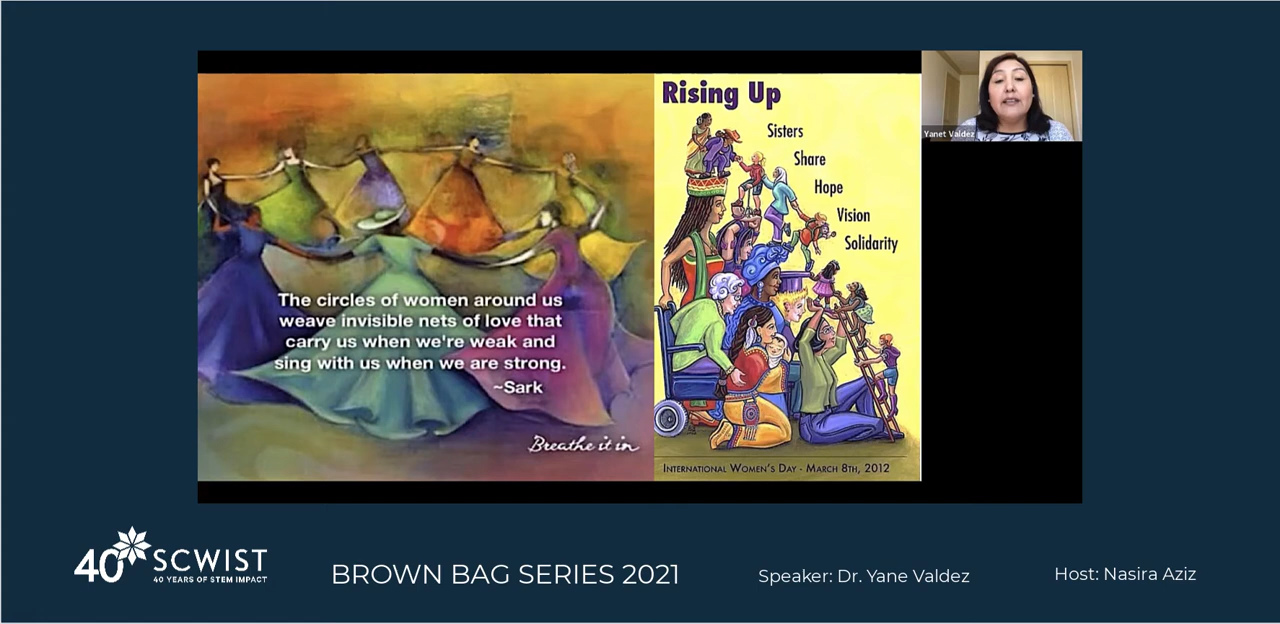 The circles of women around us
weave invisible nets of love that
carry us when we're weak and
sing with us when we are strong.
~Sark
Breathe it in
Rising Up
Sisters
Share
Hope
Vision
Solidarity
INTERNATIONAL WOMEN'S DAY - MARCH 8TH, 2012
Yanet Valdez
40 SCWIST
40 YEARS OF STEM IMPACT
BROWN BAG SERIES 2021
Speaker: Dr. Yane Valdez
Host: Nasira Aziz